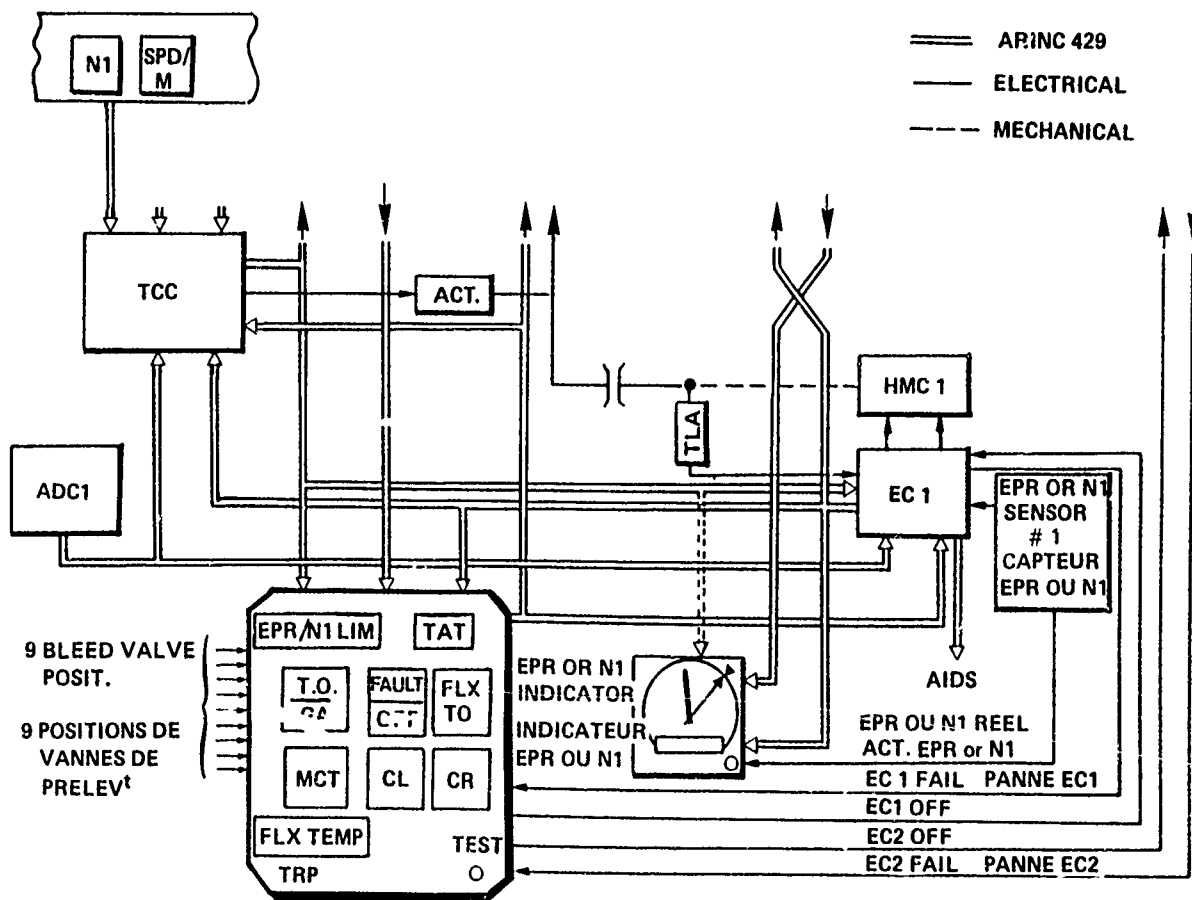 N1
SPD/
M
ARINC 429
ELECTRICAL
MECHANICAL
TCC
ACT.
HMC 1
TLA
ADC1
EC 1
EPR OR N1
SENSOR
# 1
CAPTEUR
EPR OU N1
EPR/N1 LIM
TAT
9 BLEED VALVE
POSIT.
9 POSITIONS DE
VANNES DE
PRELEVt
T.O.
GA
FAULT
OFF
FLX
TO
MCT
CL
CR
FLX TEMP
TEST
TRP
EPR OR N1
INDICATOR
INDICATEUR
EPR OU N1
AIDS
EPR OU N1 REEL
ACT. EPR or N1
EC 1 FAIL PANNE EC1
EC1 OFF
EC2 OFF
EC2 FAIL PANNE EC2